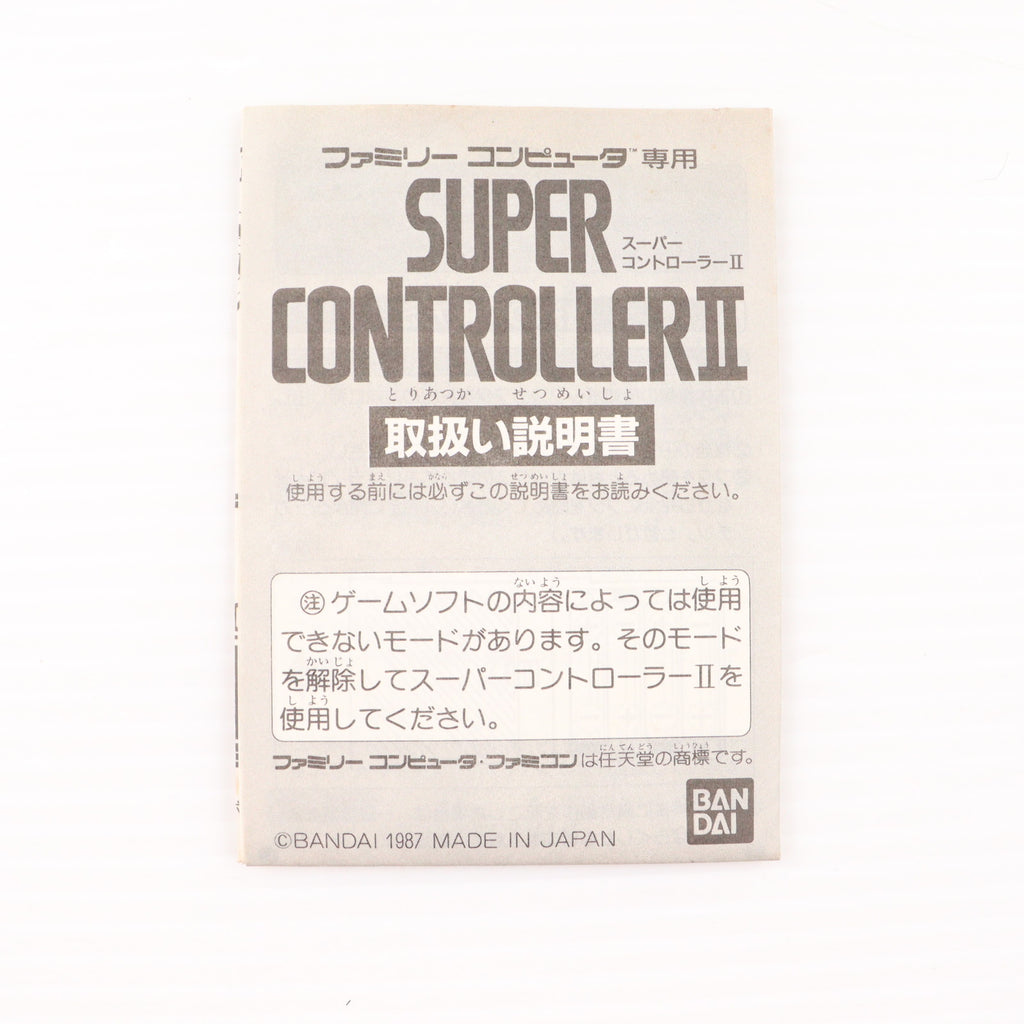 ファミリー コンピュータ™専用
SUPER
スーパー
コントローラーⅡ
CONTROLLERⅡ
とりあつか せつめいしょ
取扱い説明書
しよう まえ かなら せつめいしょ よ
使用する前には必ずこの説明書をお読みください。
ないよう しよう
㊟ゲームソフトの内容によっては使用
できないモードがあります。そのモード
かいじょ
を解除してスーパーコントローラーⅡを
しよう
使用してください。
にんてんどう しょうひょう
ファミリー コンピュータ・ファミコンは任天堂の商標です。
BAN
DAI
©BANDAI 1987 MADE IN JAPAN